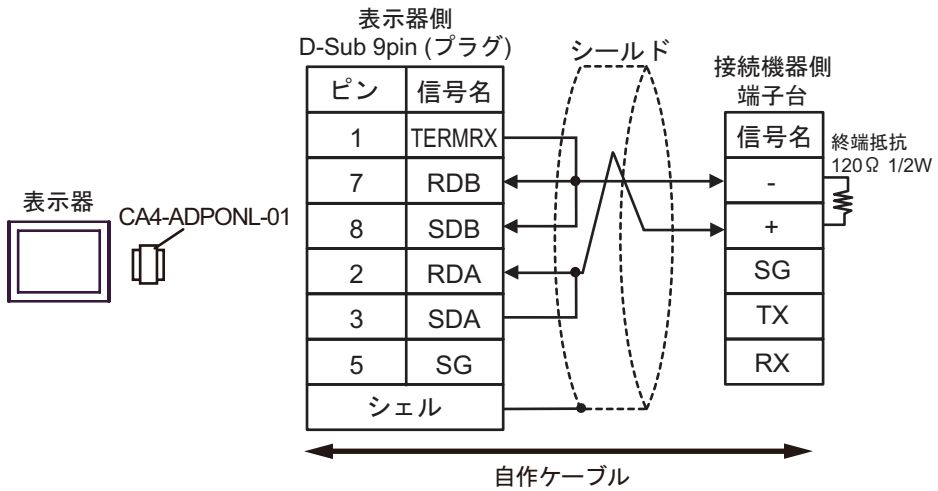 表示器側
D-Sub 9pin (プラグ)
シールド
接続機器側
端子台
ピン 信号名
1 TERMRX
7 RDB
8 SDB
2 RDA
3 SDA
5 SG
シェル
信号名
-
+
SG
TX
RX
終端抵抗
120Ω 1/2W
表示器
CA4-ADPONL-01
自作ケーブル